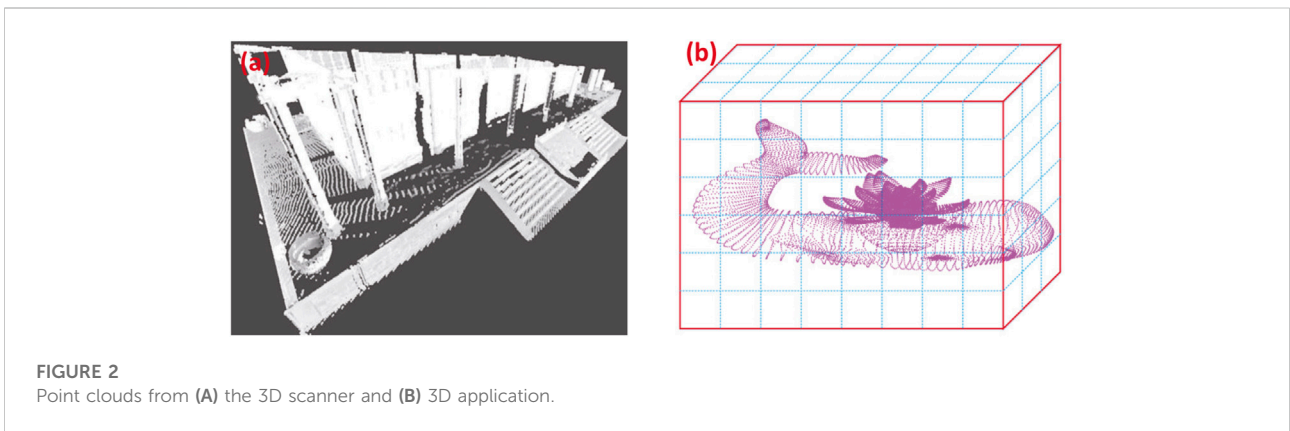 (a)
(b)
FIGURE 2
Point clouds from (A) the 3D scanner and (B) 3D application.